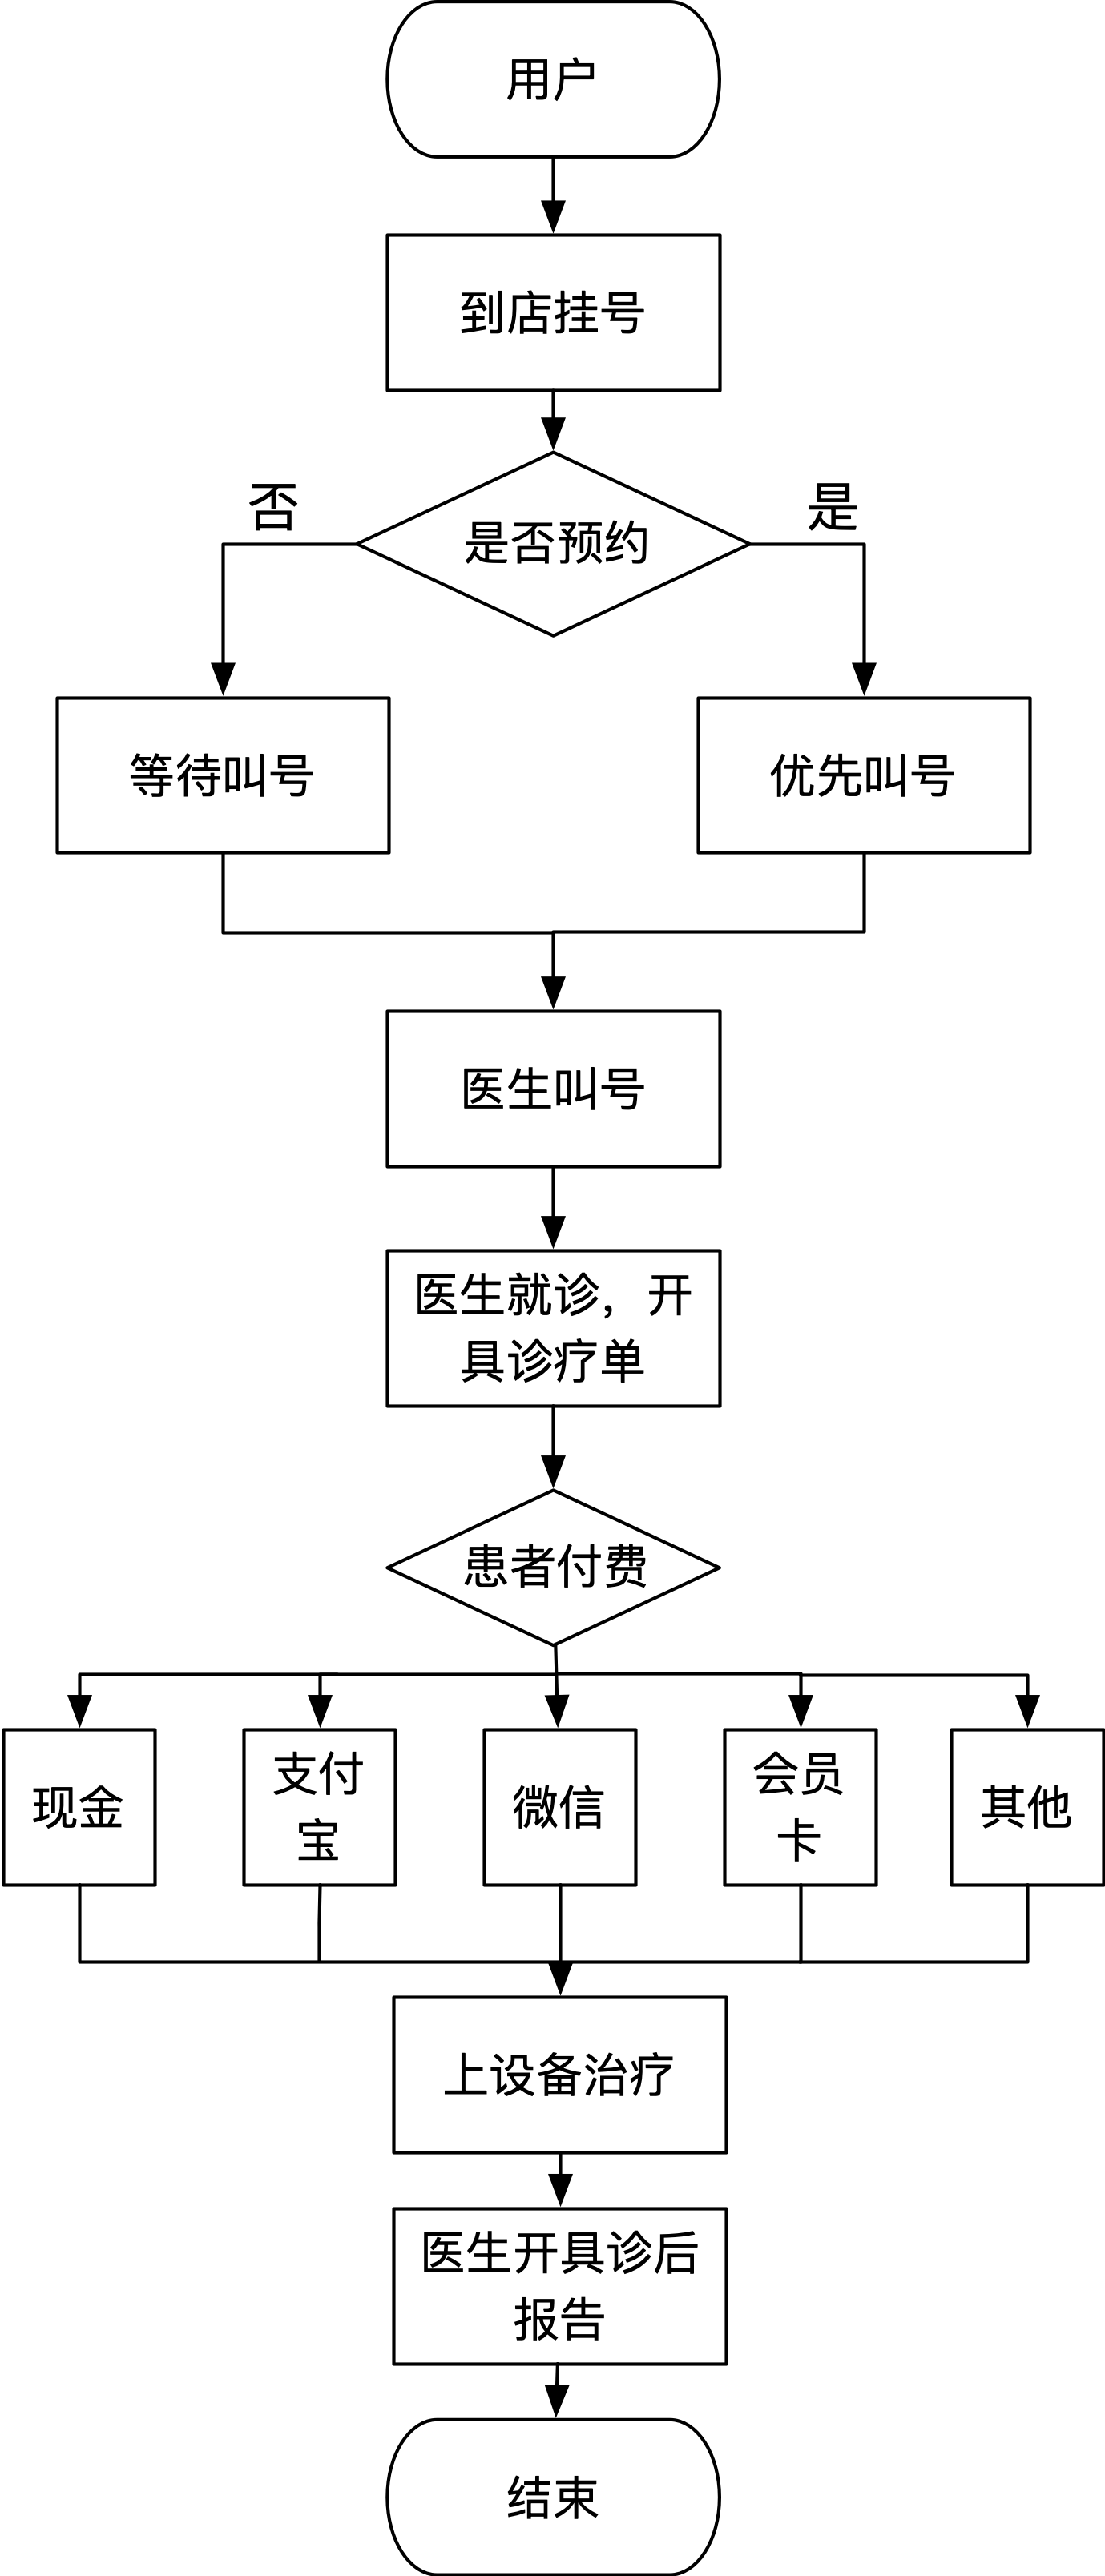 用户
到店挂号
否
是
是否预约
等待叫号
优先叫号
医生叫号
医生就诊，开
具诊疗单
患者付费
现金
支付
宝
微信
会员
卡
其他
上设备治疗
医生开具诊后
报告
结束